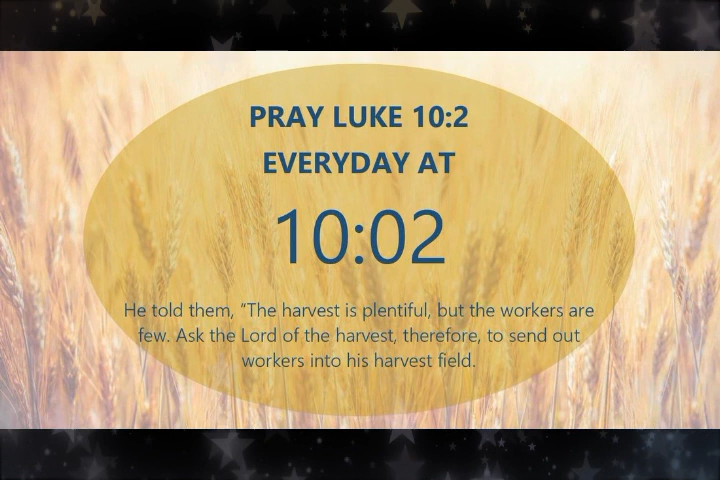 PRAY LUKE 10:2
EVERYDAY AT
10:02
He told them, “The harvest is plentiful, but the workers are
few. Ask the Lord of the harvest, therefore, to send out
workers into his harvest field.